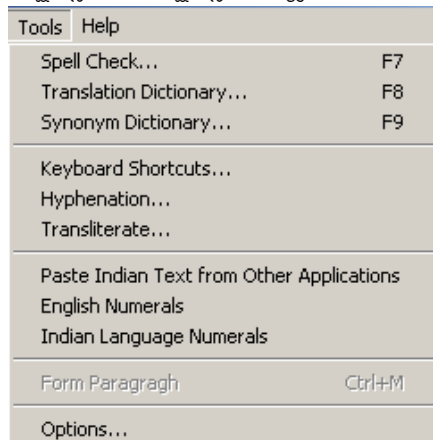 Tools Help
Spell Check... F7
Translation Dictionary... F8
Synonym Dictionary... F9
Keyboard Shortcuts...
Hyphenation...
Transliterate...
Paste Indian Text from Other Applications
English Numerals
Indian Language Numerals
Form Paragragh Ctrl+M
Options...